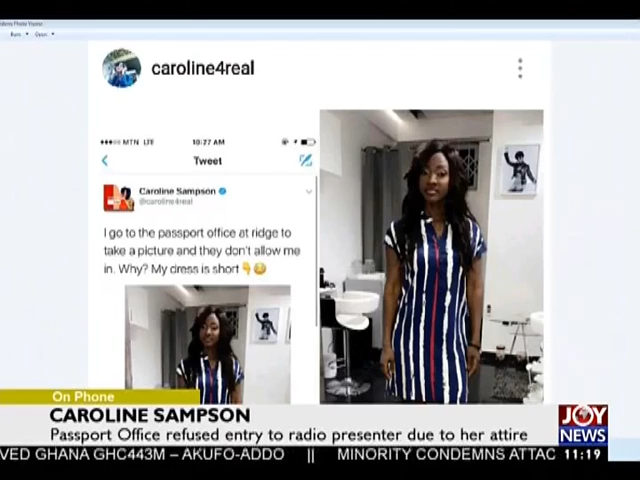 caroline4real
MTN LTE
10:27 AM
Tweet
Caroline Sampson
@caroline4real
I go to the passport office at ridge to
take a picture and they don't allow me
in. Why? My dress is short👇😳
On Phone
CAROLINE SAMPSON
Passport Office refused entry to radio presenter due to her attire
JOY
NEWS
VED GHANA GHC443M – AKUFO-ADDO || MINORITY CONDEMNS ATTAC
11:19